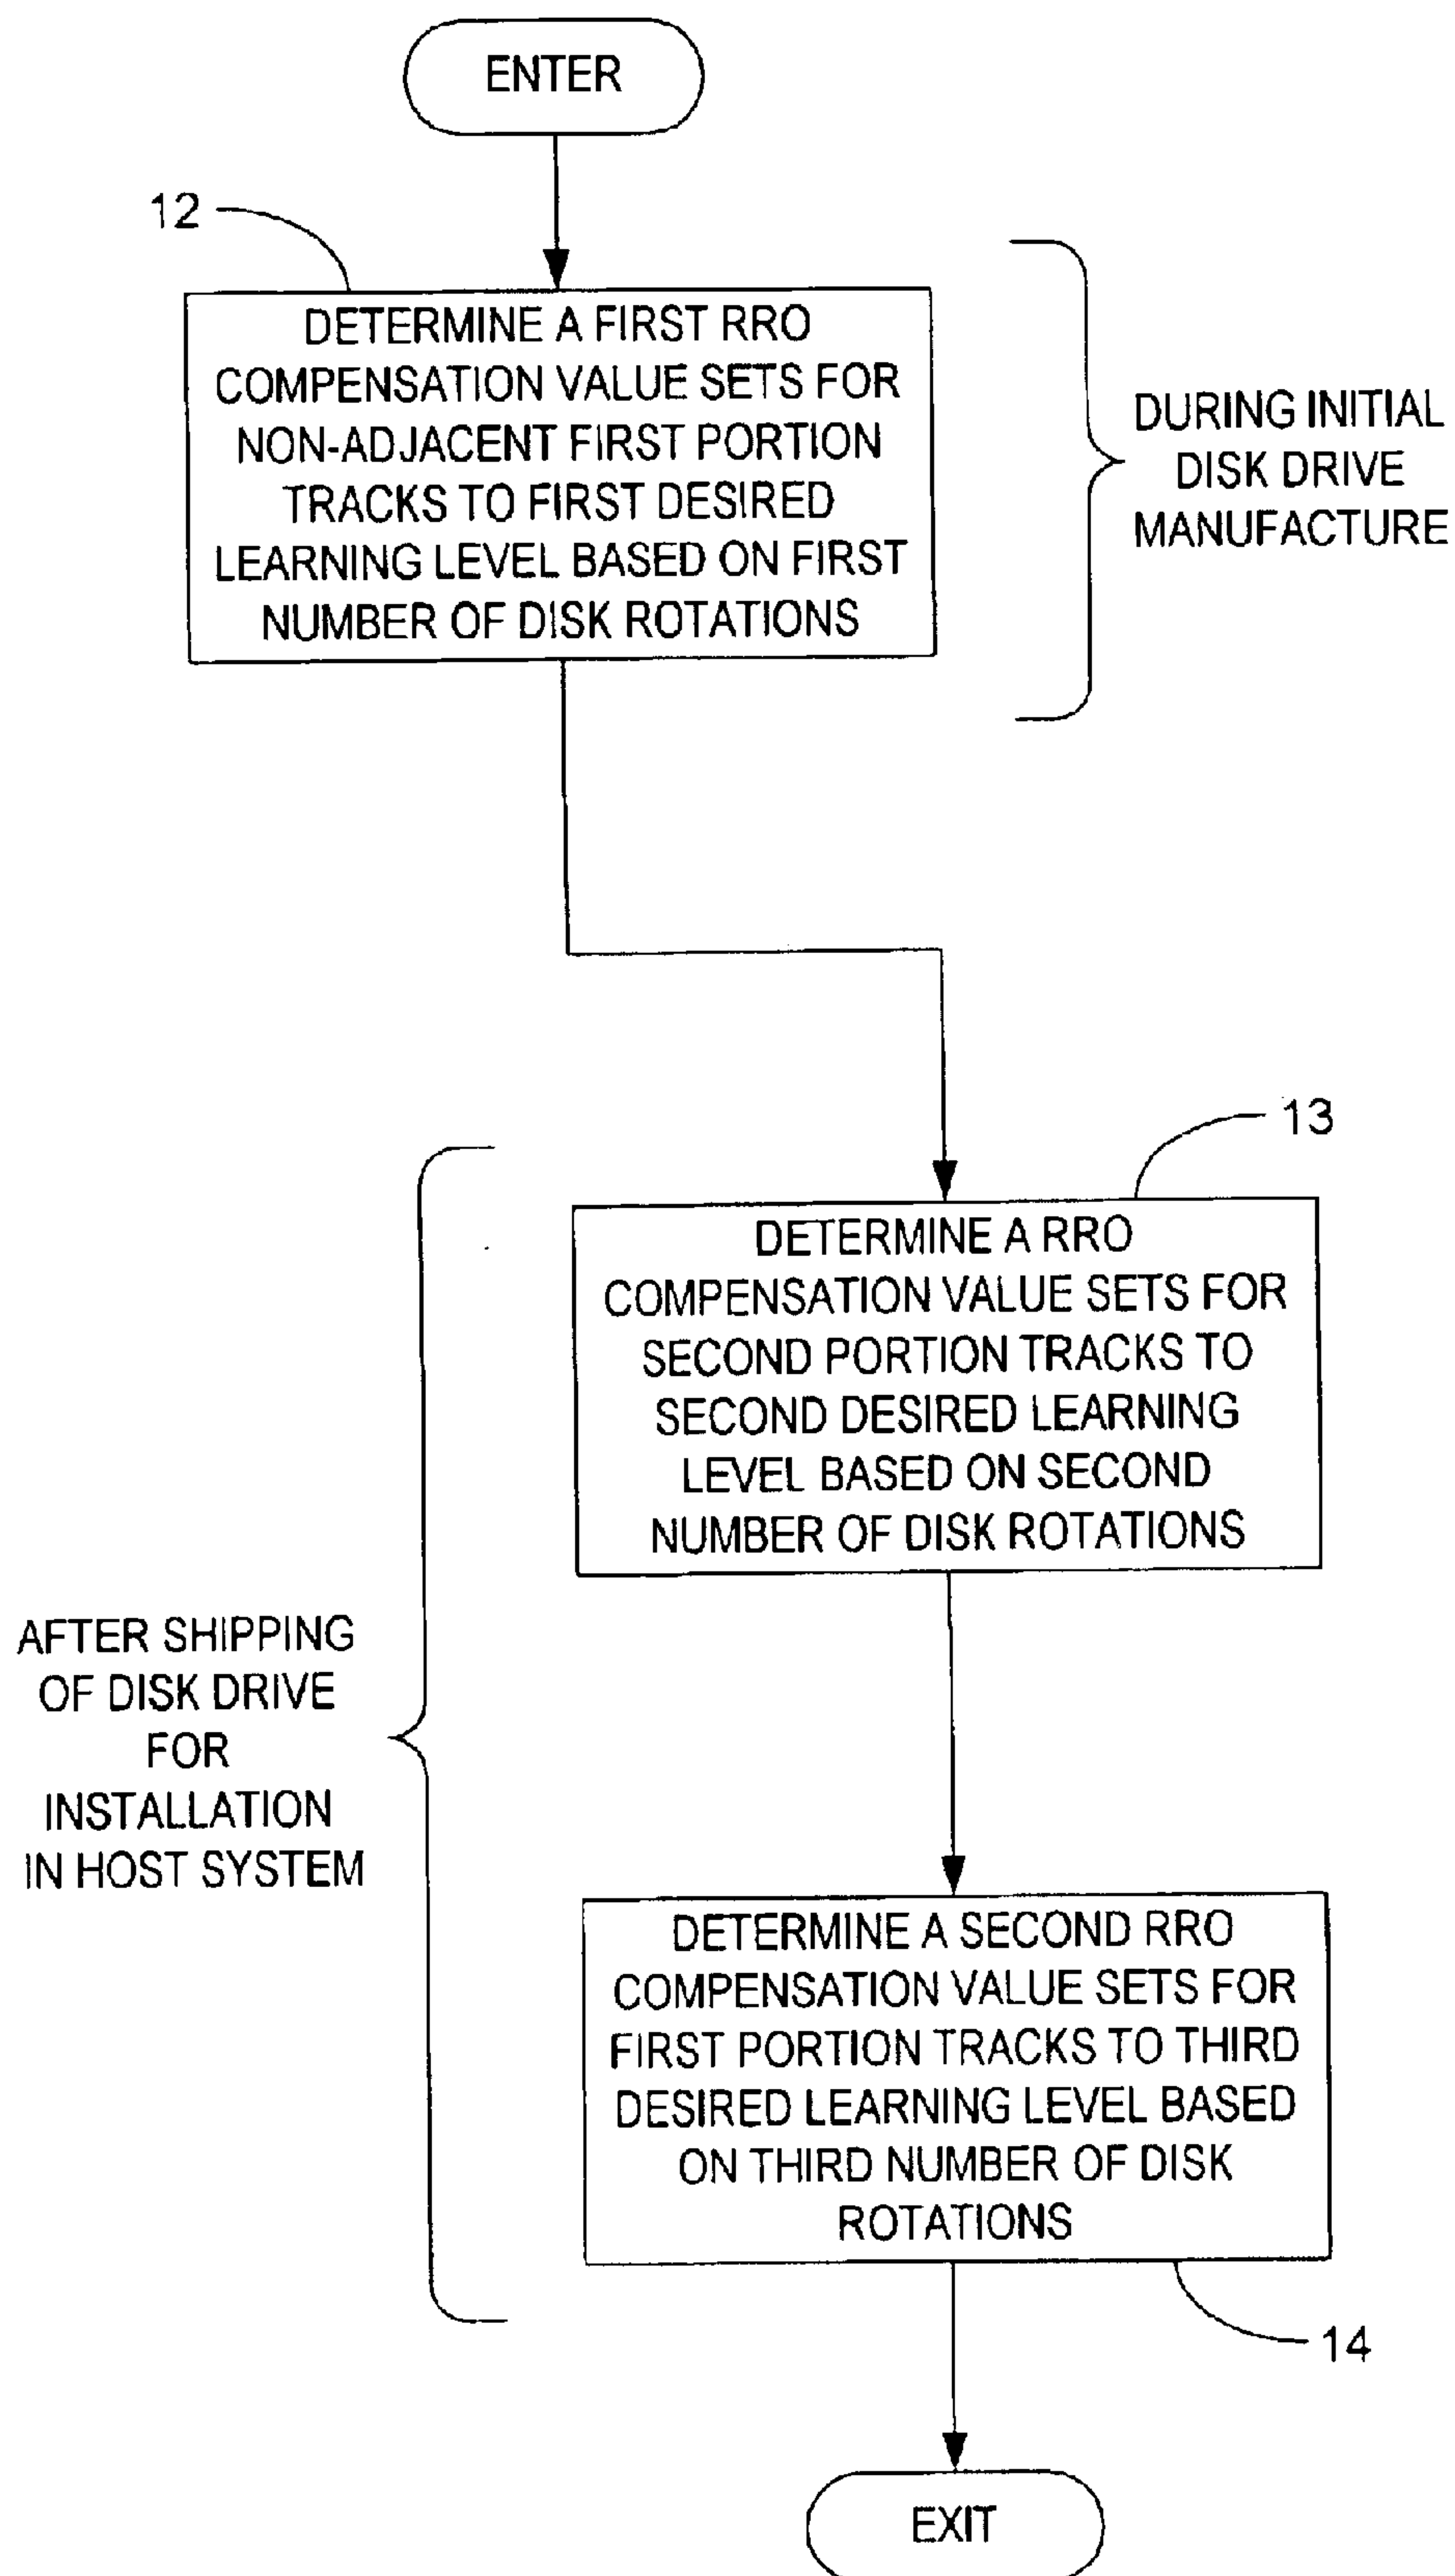 ENTER
12
DETERMINE A FIRST RRO
COMPENSATION VALUE SETS FOR
NON-ADJACENT FIRST PORTION
TRACKS TO FIRST DESIRED
LEARNING LEVEL BASED ON FIRST
NUMBER OF DISK ROTATIONS
DURING INITIAL
DISK DRIVE
MANUFACTURE
13
DETERMINE A RRO
COMPENSATION VALUE SETS FOR
SECOND PORTION TRACKS TO
SECOND DESIRED LEARNING
LEVEL BASED ON SECOND
NUMBER OF DISK ROTATIONS
AFTER SHIPPING
OF DISK DRIVE
FOR
INSTALLATION
IN HOST SYSTEM
DETERMINE A SECOND RRO
COMPENSATION VALUE SETS FOR
FIRST PORTION TRACKS TO THIRD
DESIRED LEARNING LEVEL BASED
ON THIRD NUMBER OF DISK
ROTATIONS
14
EXIT